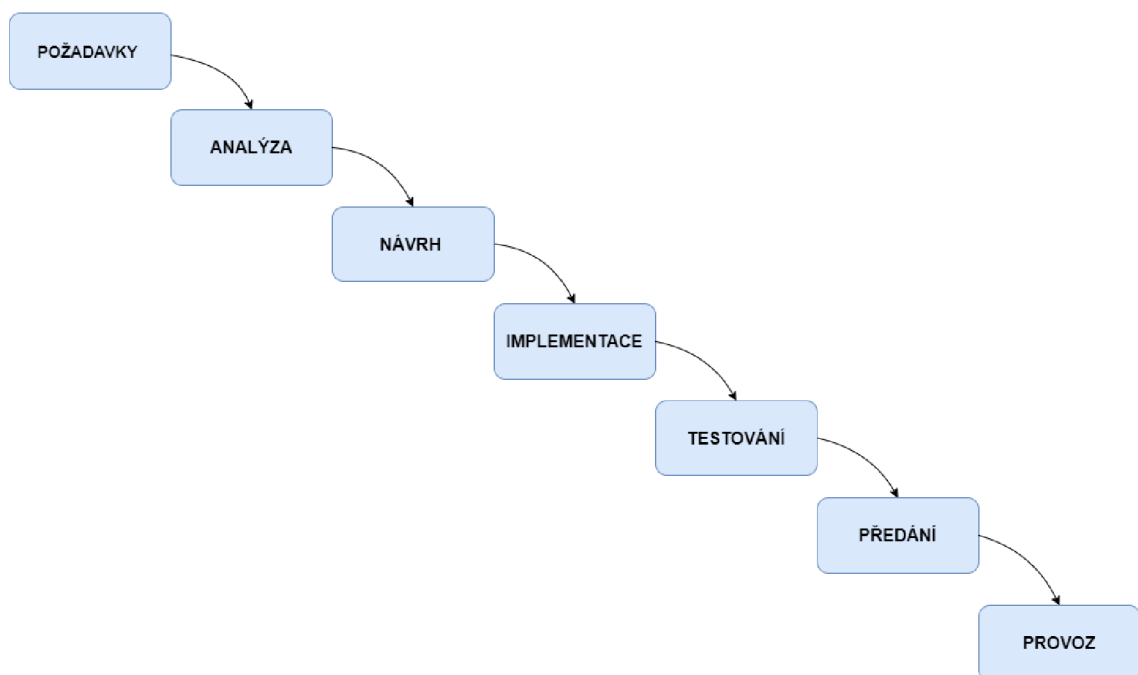 POŽADAVKY
ANALÝZA
NÁVRH
IMPLEMENTACE
TESTOVÁNÍ
PŘEDÁNÍ
PROVOZ